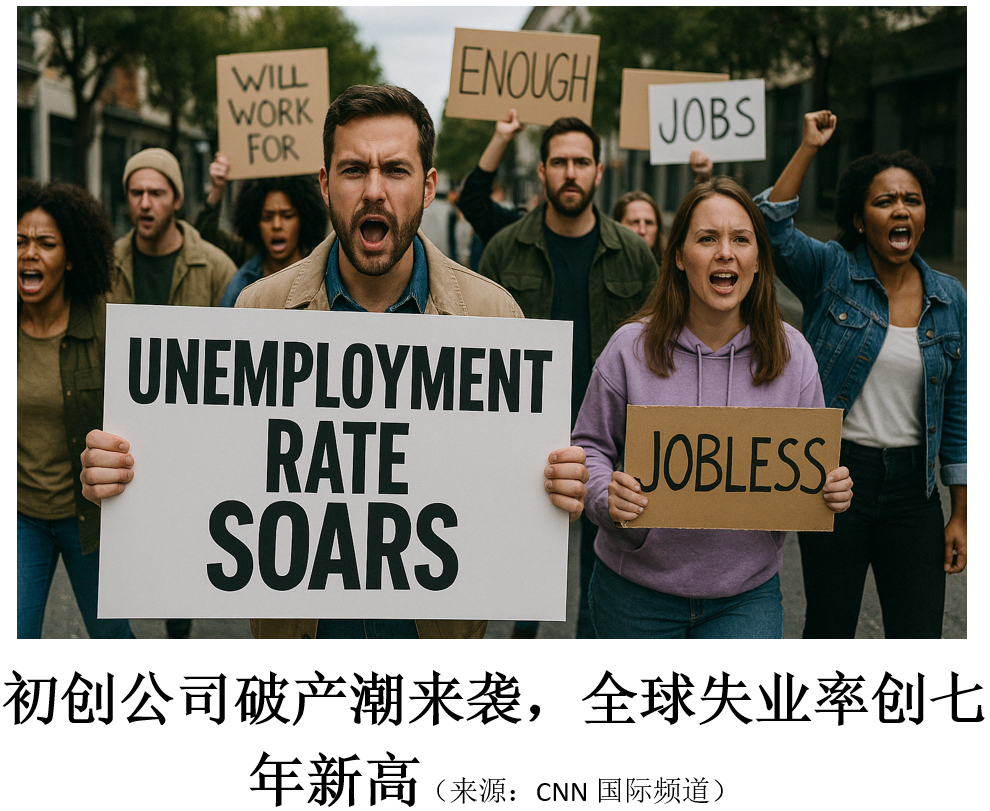 WILL
WORK
FOR
ENOUGH
JOBS
UNEMPLOYMENT
RATE
SOARS
JOBLESS
初创公司破产潮来袭，全球失业率创七
年新高（来源：CNN 国际频道）